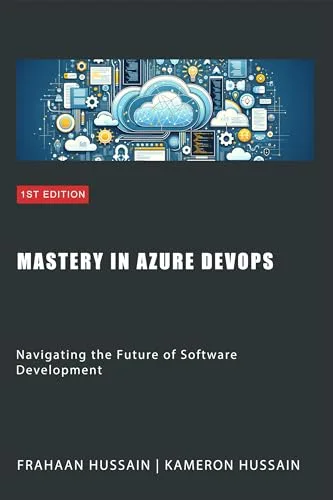 1ST EDITION
MASTERY IN AZURE DEVOPS
Navigating the Future of Software
Development
FRAHAAN HUSSAIN | KAMERON HUSSAIN